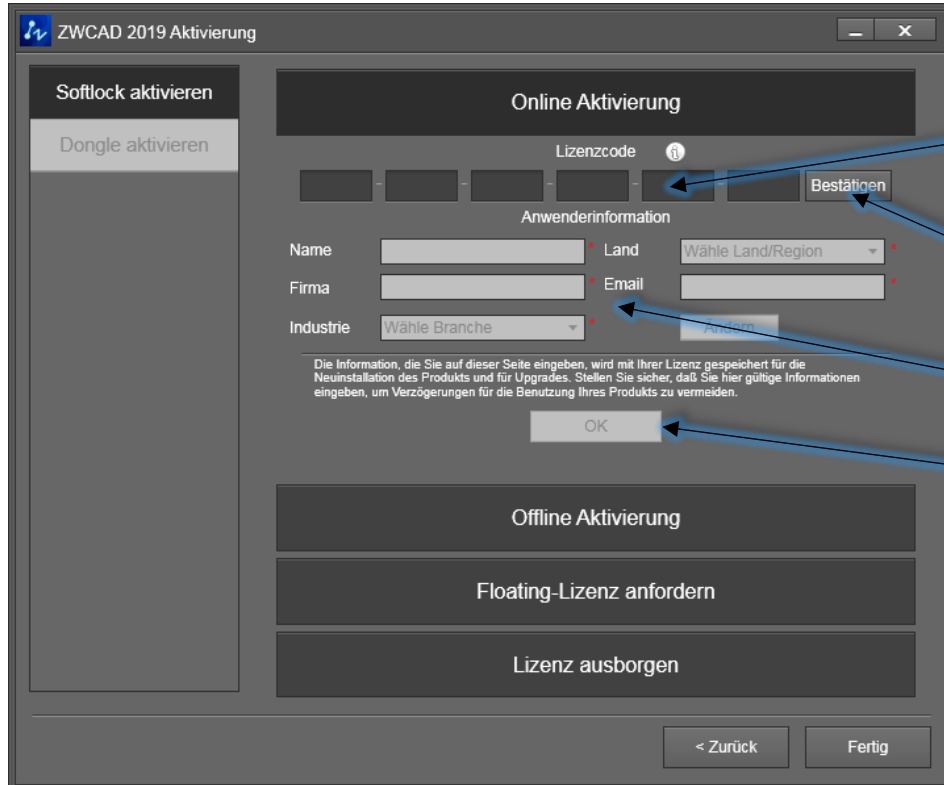 ZWCAD 2019 Aktivierung
Softlock aktivieren
Dongle aktivieren
Online Aktivierung
Lizenzcode
Bestätigen
Anwenderinformation
Name * Land Wähle Land/Region *
Firma * Email *
Industrie Wähle Branche * Ändern
Die Information, die Sie auf dieser Seite eingeben, wird mit Ihrer Lizenz gespeichert für die
Neuinstallation des Produkts und für Upgrades. Stellen Sie sicher, daß Sie hier gültige Informationen
eingeben, um Verzögerungen für die Benutzung Ihres Produkts zu vermeiden.
OK
Offline Aktivierung
Floating-Lizenz anfordern
Lizenz ausborgen
< Zurück
Fertig